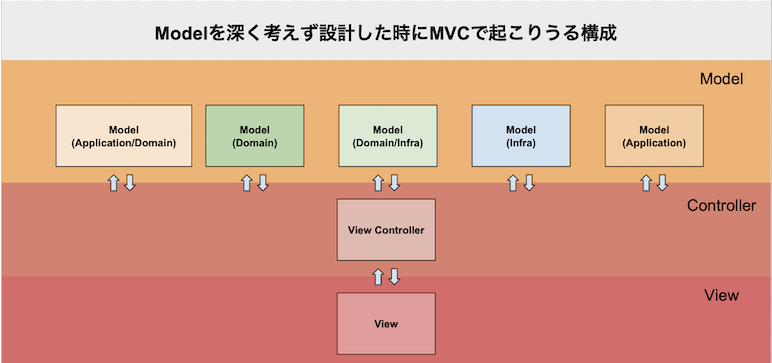 Modelを深く考えず設計した時にMVCで起こりうる構成
Model
Model
(Application/Domain)
Model
(Domain)
Model
(Domain/Infra)
Model
(Infra)
Model
(Application)
Controller
View Controller
View
View